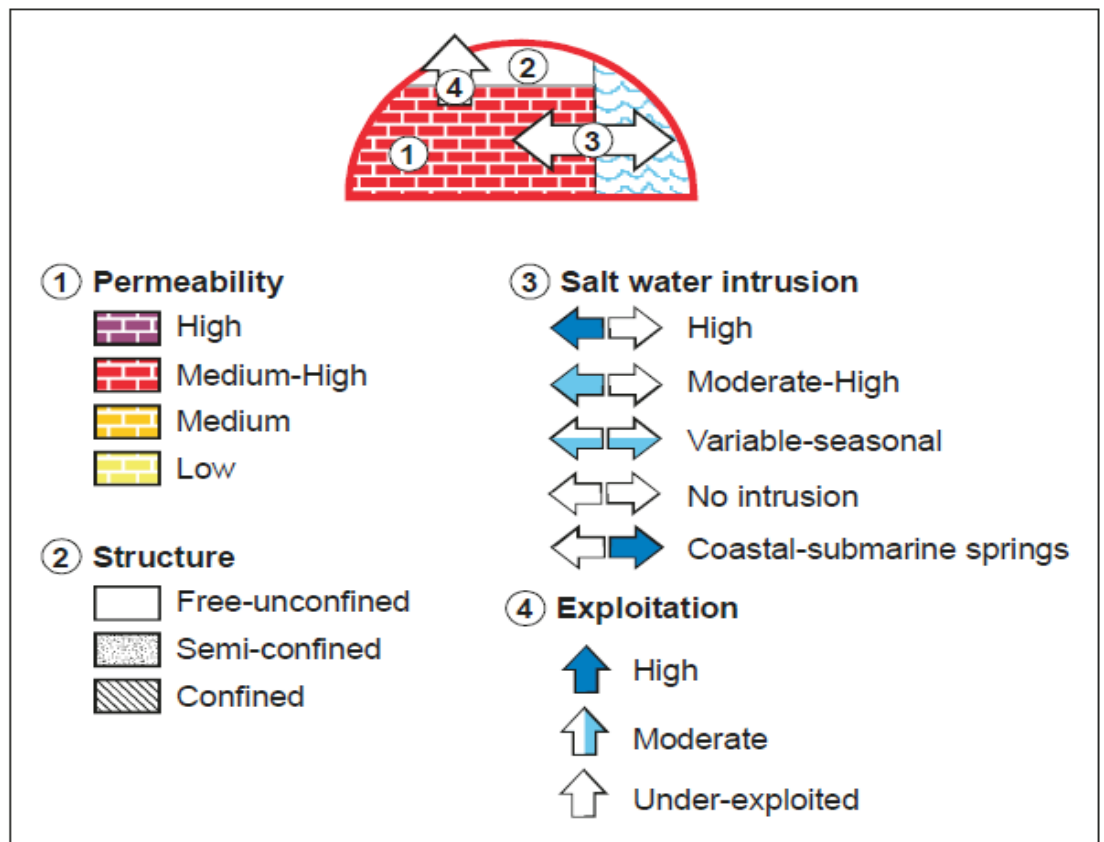 4
2
3
1
1 Permeability
High
Medium-High
Medium
Low
2 Structure
Free-unconfined
Semi-confined
Confined
3 Salt water intrusion
High
Moderate-High
Variable-seasonal
No intrusion
Coastal-submarine springs
4 Exploitation
High
Moderate
Under-exploited